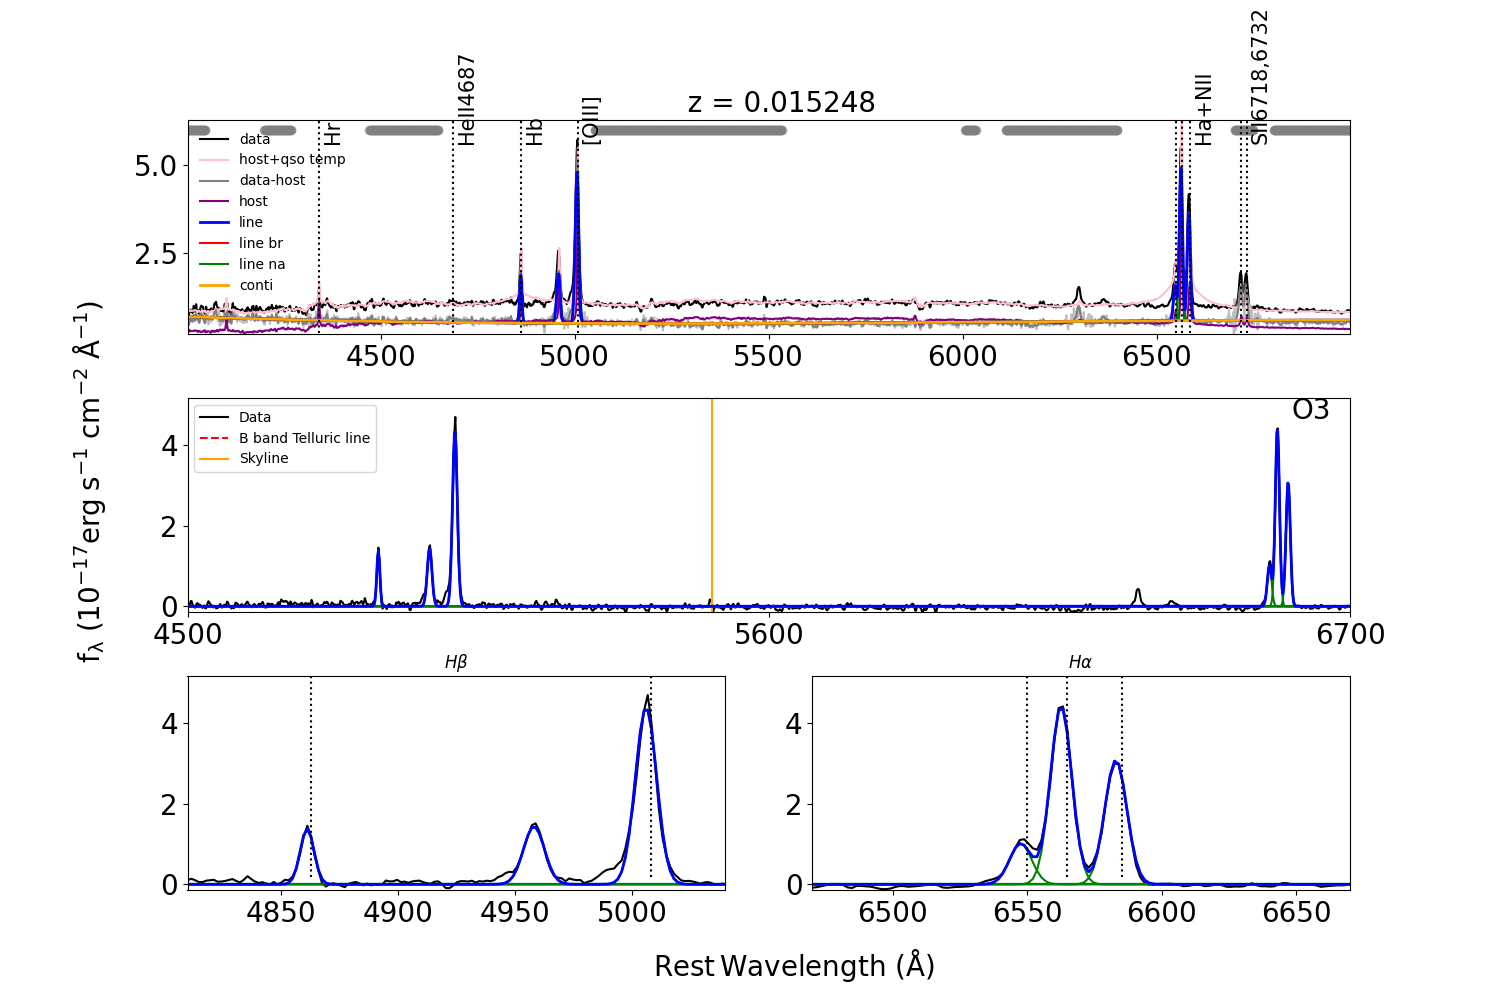 z = 0.015248
Hr
HeII4687
Hb
[OIII]
Ha+NII
SII6718,6732
data
host+qso temp
data-host
host
line
line br
line na
conti
5.0
2.5
4500 5000 5500 6000 6500
fλ (10−17erg s−1 cm−2 Å−1)
O3
Data
B band Telluric line
Skyline
4
2
0
4500 5600 6700
Hβ
4
2
0
4850 4900 4950 5000
Hα
4
2
0
6500 6550 6600 6650
Rest Wavelength (Å)